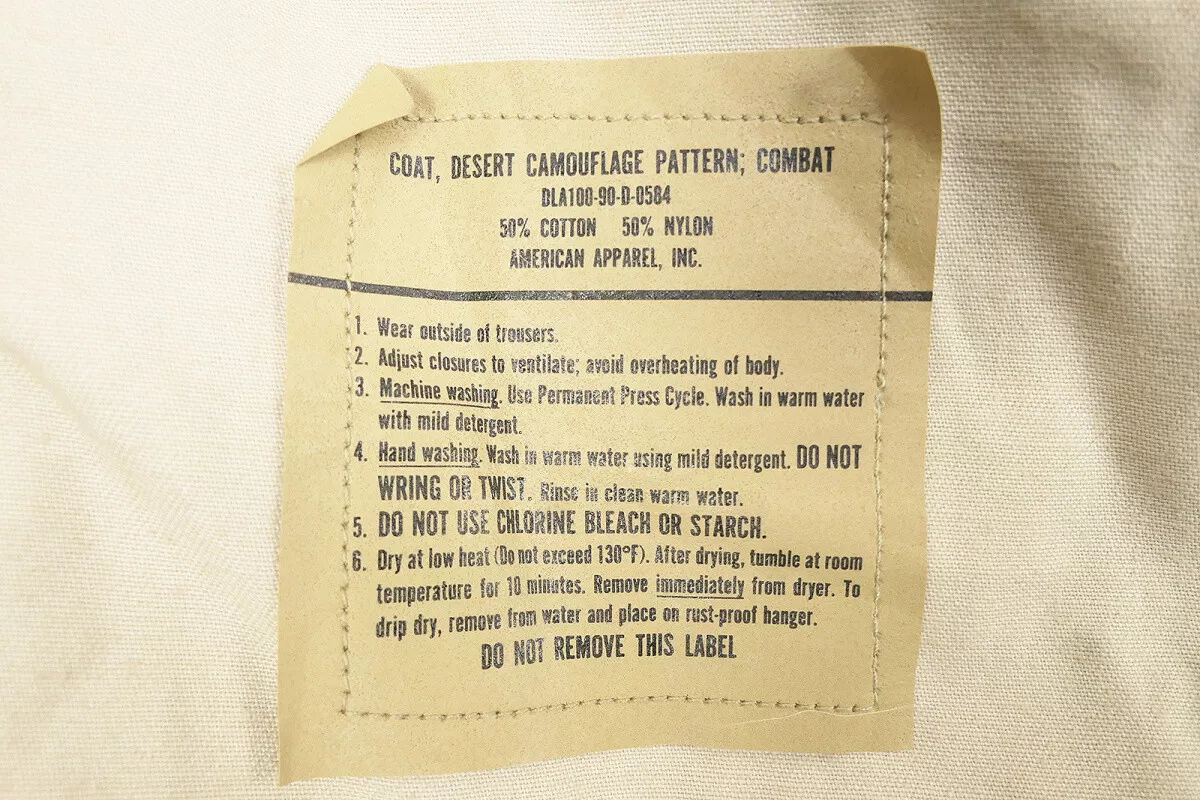 COAT, DESERT CAMOUFLAGE PATTERN; COMBAT
DLA100-90-D-0584
50% COTTON 50% NYLON
AMERICAN APPAREL, INC.
1. Wear outside of trousers.
2. Adjust closures to ventilate; avoid overheating of body.
3. Machine washing. Use Permanent Press Cycle. Wash in warm water
with mild detergent.
4. Hand washing. Wash in warm water using mild detergent. DO NOT
WRING OR TWIST. Rinse in clean warm water.
5. DO NOT USE CHLORINE BLEACH OR STARCH.
6. Dry at low heat (Do not exceed 130°F). After drying, tumble at room
temperature for 10 minutes. Remove immediately from dryer. To
drip dry, remove from water and place on rust-proof hanger.
DO NOT REMOVE THIS LABEL